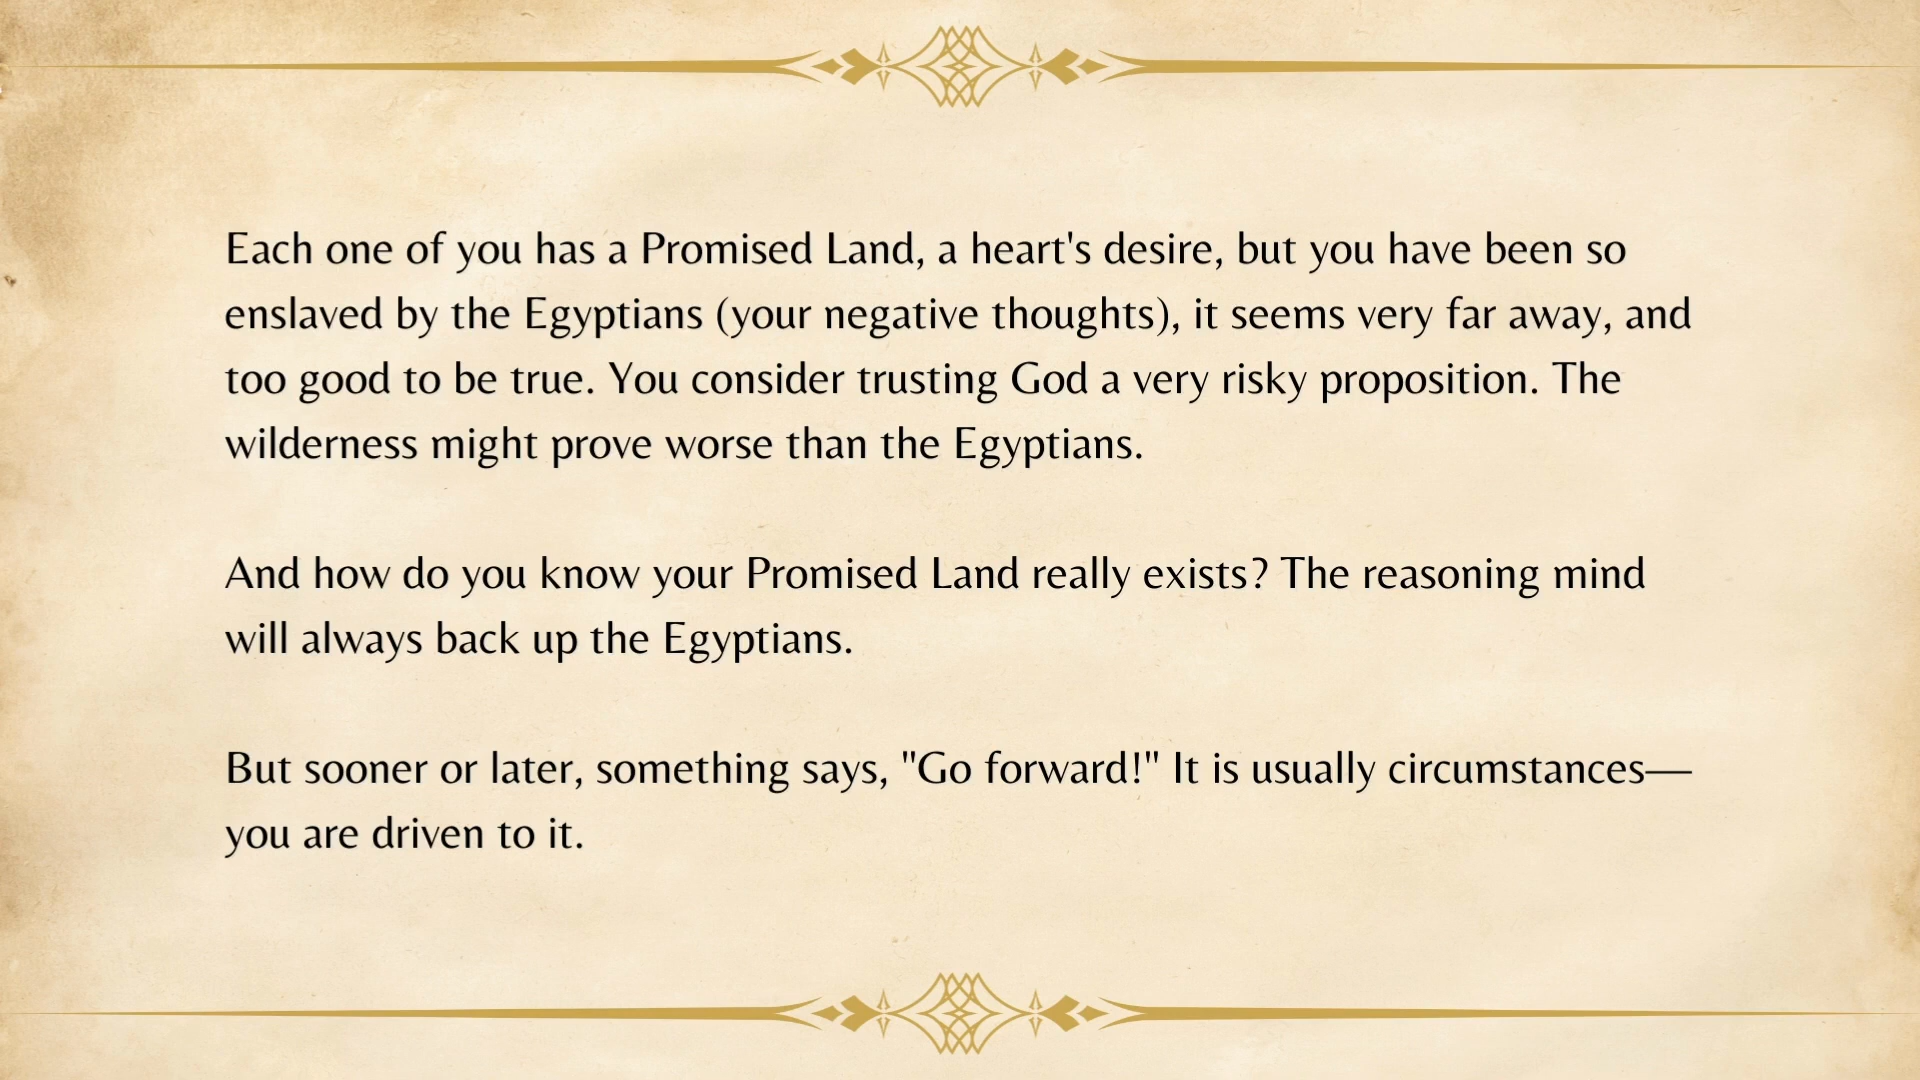 Each one of you has a Promised Land, a heart's desire, but you have been so
enslaved by the Egyptians (your negative thoughts), it seems very far away, and
too good to be true. You consider trusting God a very risky proposition. The
wilderness might prove worse than the Egyptians.
And how do you know your Promised Land really exists? The reasoning mind
will always back up the Egyptians.
But sooner or later, something says, "Go forward!" It is usually circumstances—
you are driven to it.